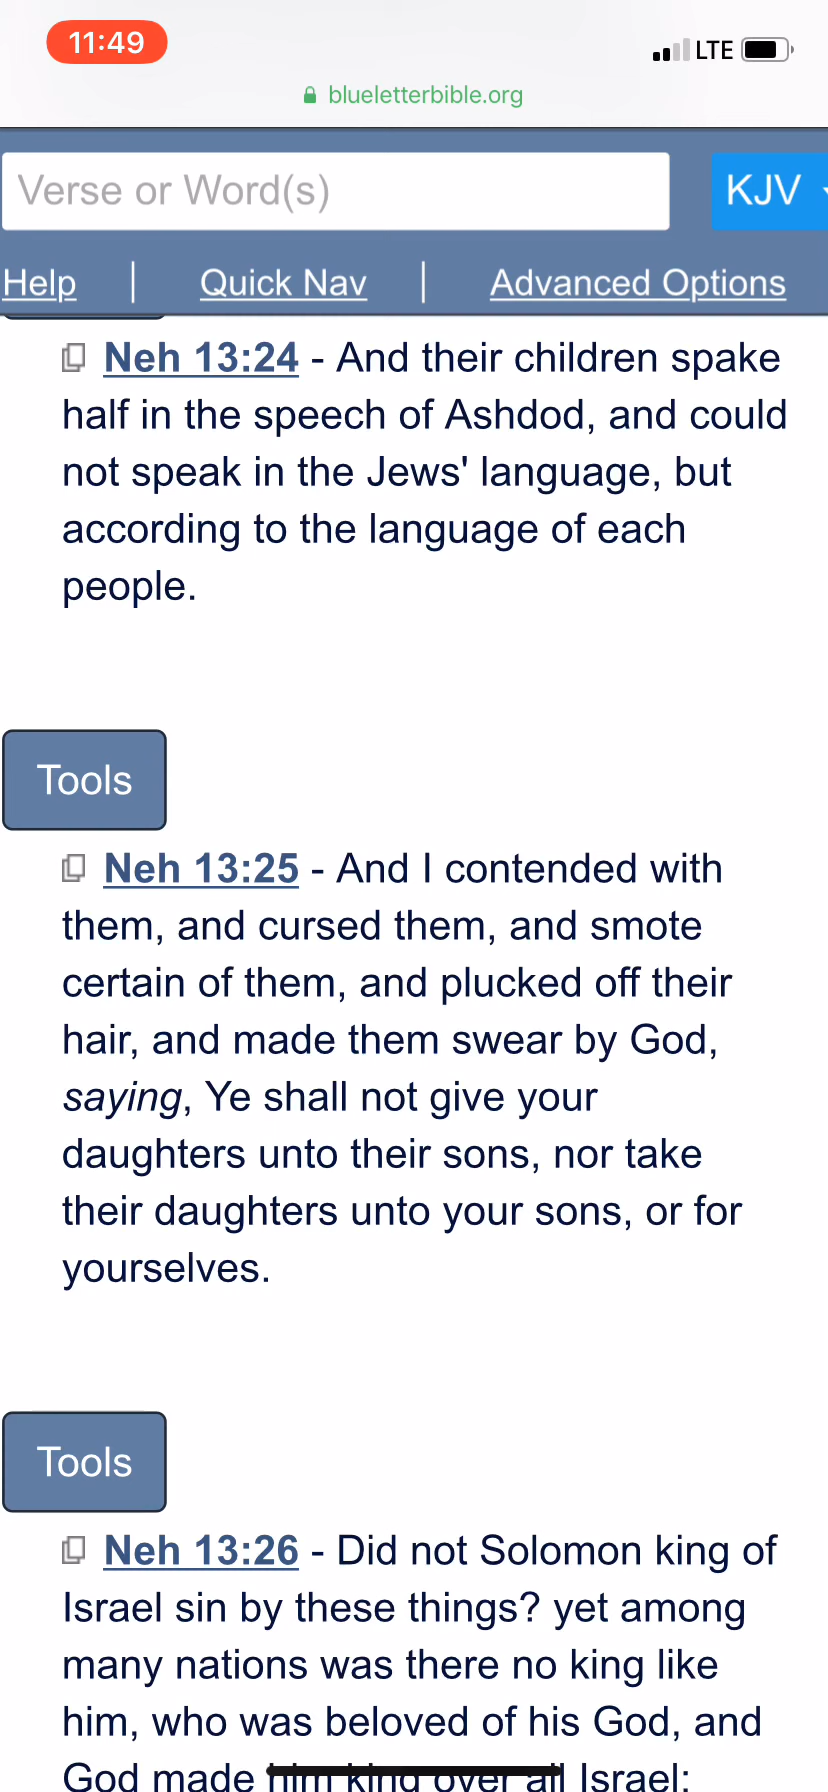 11:49
LTE
blueletterbible.org
Verse or Word(s)
KJV
Help | Quick Nav | Advanced Options
Neh 13:24 - And their children spake
half in the speech of Ashdod, and could
not speak in the Jews' language, but
according to the language of each
people.
Tools
Neh 13:25 - And I contended with
them, and cursed them, and smote
certain of them, and plucked off their
hair, and made them swear by God,
saying, Ye shall not give your
daughters unto their sons, nor take
their daughters unto your sons, or for
yourselves.
Tools
Neh 13:26 - Did not Solomon king of
Israel sin by these things? yet among
many nations was there no king like
him, who was beloved of his God, and
God made him king over all Israel: